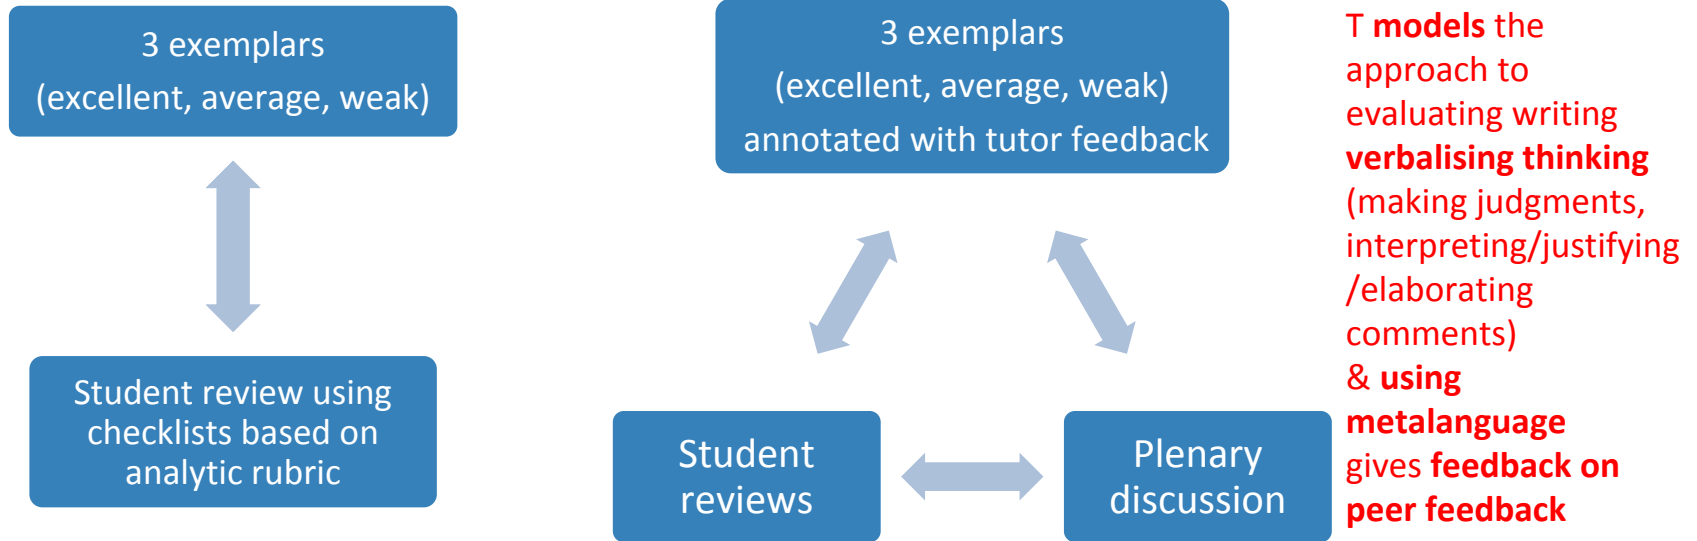 3 exemplars
(excellent, average, weak)
Student review using
checklists based on
analytic rubric
3 exemplars
(excellent, average, weak)
annotated with tutor feedback
Student
reviews
Plenary
discussion
T models the
approach to
evaluating writing
verbalising thinking
(making judgments,
interpreting/justifying
/elaborating
comments)
& using
metalanguage
gives feedback on
peer feedback